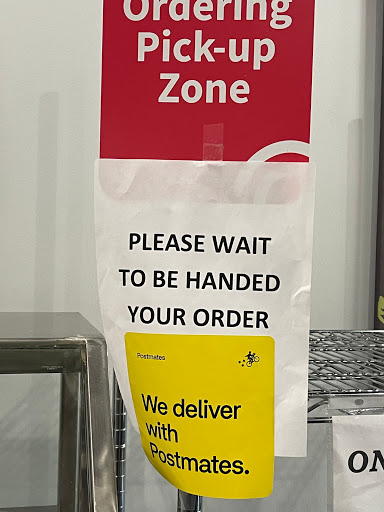 Ordering
Pick-up
Zone
PLEASE WAIT
TO BE HANDED
YOUR ORDER
Postmates
We deliver
with
Postmates.
ON